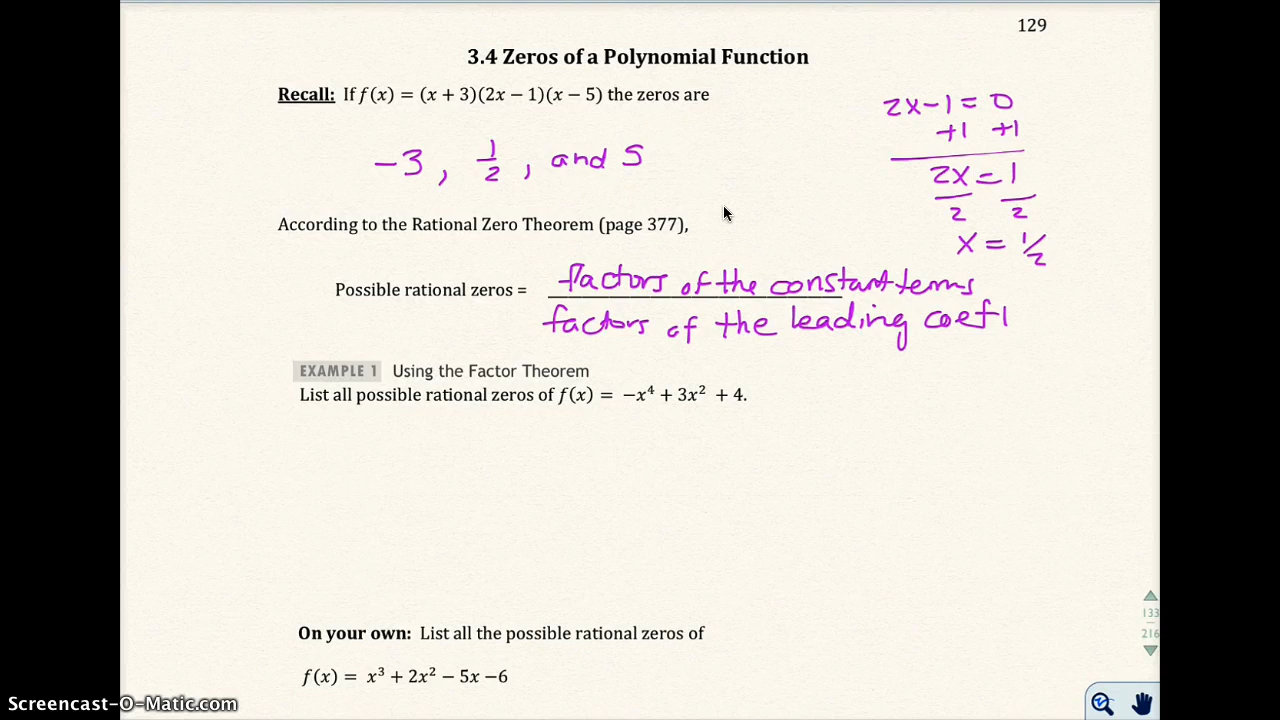 129
3.4 Zeros of a Polynomial Function
Recall: If f(x) = (x + 3)(2x − 1)(x − 5) the zeros are
−3, 1/2, and 5
2x−1 = 0
+1 +1
2x = 1
2 2
x = 1/2
According to the Rational Zero Theorem (page 377),
Possible rational zeros =
factors of the constant terms
factors of the leading coef
EXAMPLE 1 Using the Factor Theorem
List all possible rational zeros of f(x) = −x⁴ + 3x² + 4.
On your own: List all the possible rational zeros of
f(x) = x³ + 2x² − 5x −6
133
216
Screencast-O-Matic.com